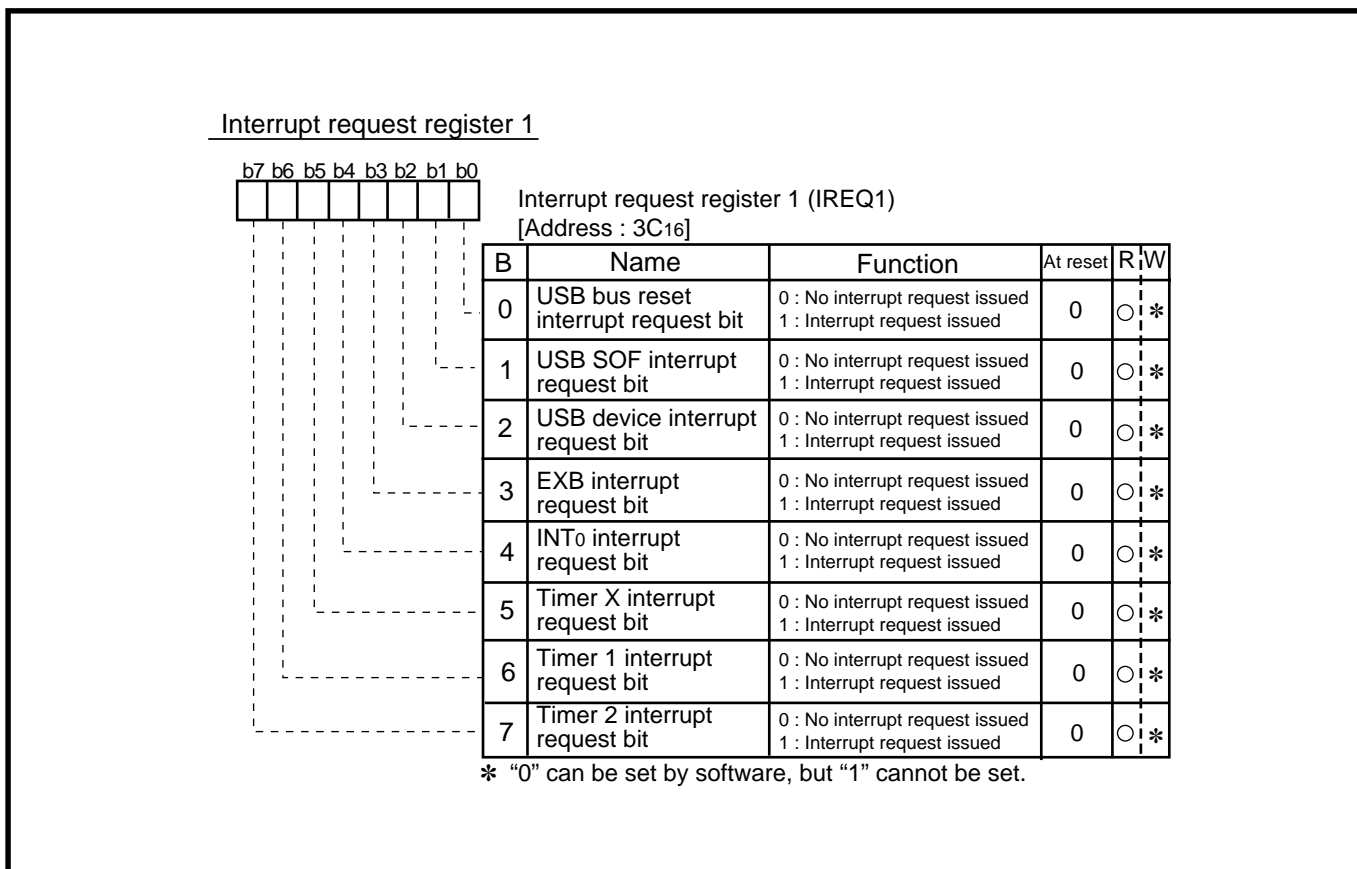 Interrupt request register 1
b7 b6 b5 b4 b3 b2 b1 b0
Interrupt request register 1 (IREQ1)
[Address : 3C16]
B Name Function At reset R W
0 USB bus reset interrupt request bit 0 : No interrupt request issued 1 : Interrupt request issued 0 ○ ✻
1 USB SOF interrupt request bit 0 : No interrupt request issued 1 : Interrupt request issued 0 ○ ✻
2 USB device interrupt request bit 0 : No interrupt request issued 1 : Interrupt request issued 0 ○ ✻
3 EXB interrupt request bit 0 : No interrupt request issued 1 : Interrupt request issued 0 ○ ✻
4 INT0 interrupt request bit 0 : No interrupt request issued 1 : Interrupt request issued 0 ○ ✻
5 Timer X interrupt request bit 0 : No interrupt request issued 1 : Interrupt request issued 0 ○ ✻
6 Timer 1 interrupt request bit 0 : No interrupt request issued 1 : Interrupt request issued 0 ○ ✻
7 Timer 2 interrupt request bit 0 : No interrupt request issued 1 : Interrupt request issued 0 ○ ✻
✻ “0” can be set by software, but “1” cannot be set.